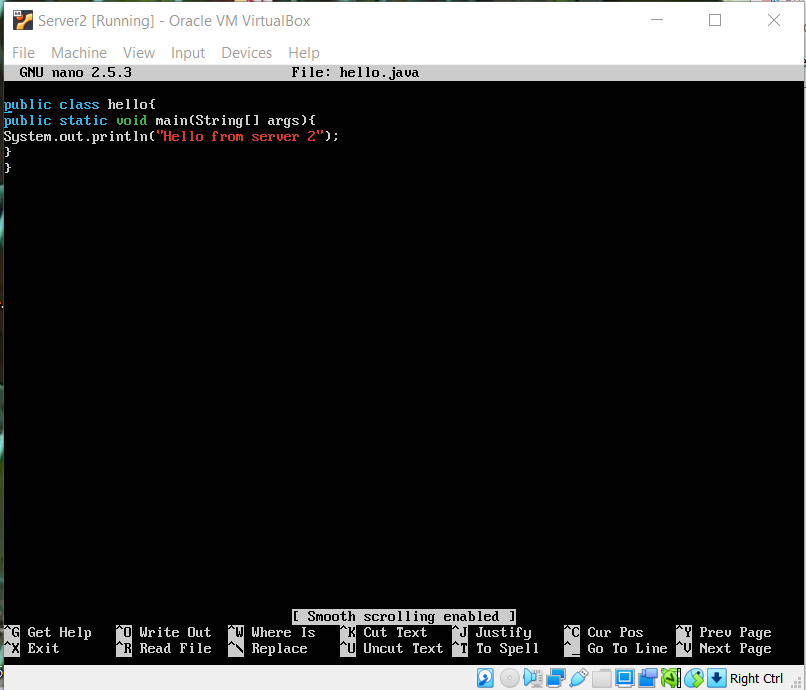 Server2 [Running] - Oracle VM VirtualBox
File Machine View Input Devices Help
GNU nano 2.5.3 File: hello.java
public class hello{
public static void main(String[] args){
System.out.println("Hello from server 2");
}
}
[ Smooth scrolling enabled ]
^G Get Help ^O Write Out ^W Where Is ^K Cut Text ^J Justify ^C Cur Pos ^Y Prev Page
^X Exit ^R Read File ^\ Replace ^U Uncut Text ^T To Spell ^_ Go To Line ^V Next Page
Right Ctrl